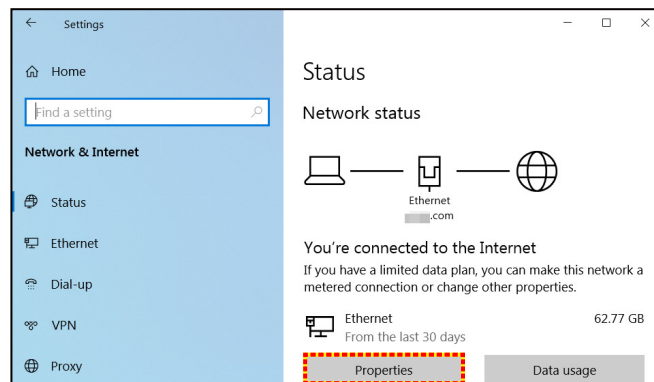 Settings
Home
Find a setting
Network & Internet
Status
Ethernet
Dial-up
VPN
Proxy
Status
Network status
Ethernet
.com
You're connected to the Internet
If you have a limited data plan, you can make this network a
metered connection or change other properties.
Ethernet 62.77 GB
From the last 30 days
Properties Data usage